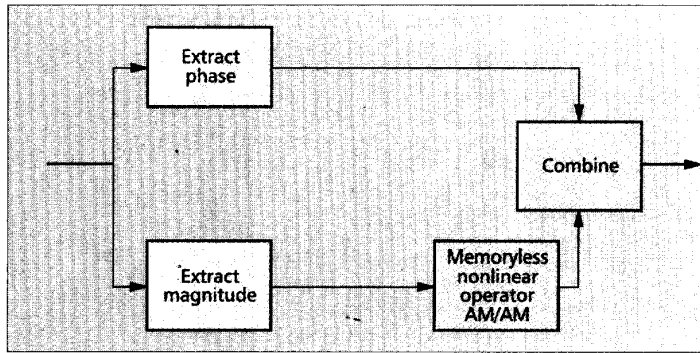 Extract
phase
Combine
Extract
magnitude
Memoryless
nonlinear
operator
AM/AM